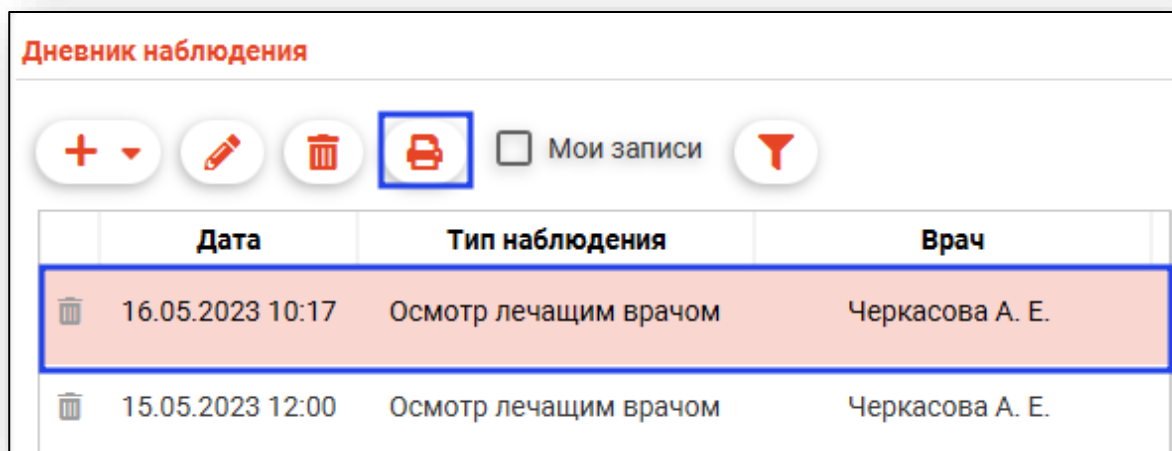 Дневник наблюдения
Мои записи
Дата Тип наблюдения Врач
16.05.2023 10:17 Осмотр лечащим врачом Черкасова А. Е.
15.05.2023 12:00 Осмотр лечащим врачом Черкасова А. Е.